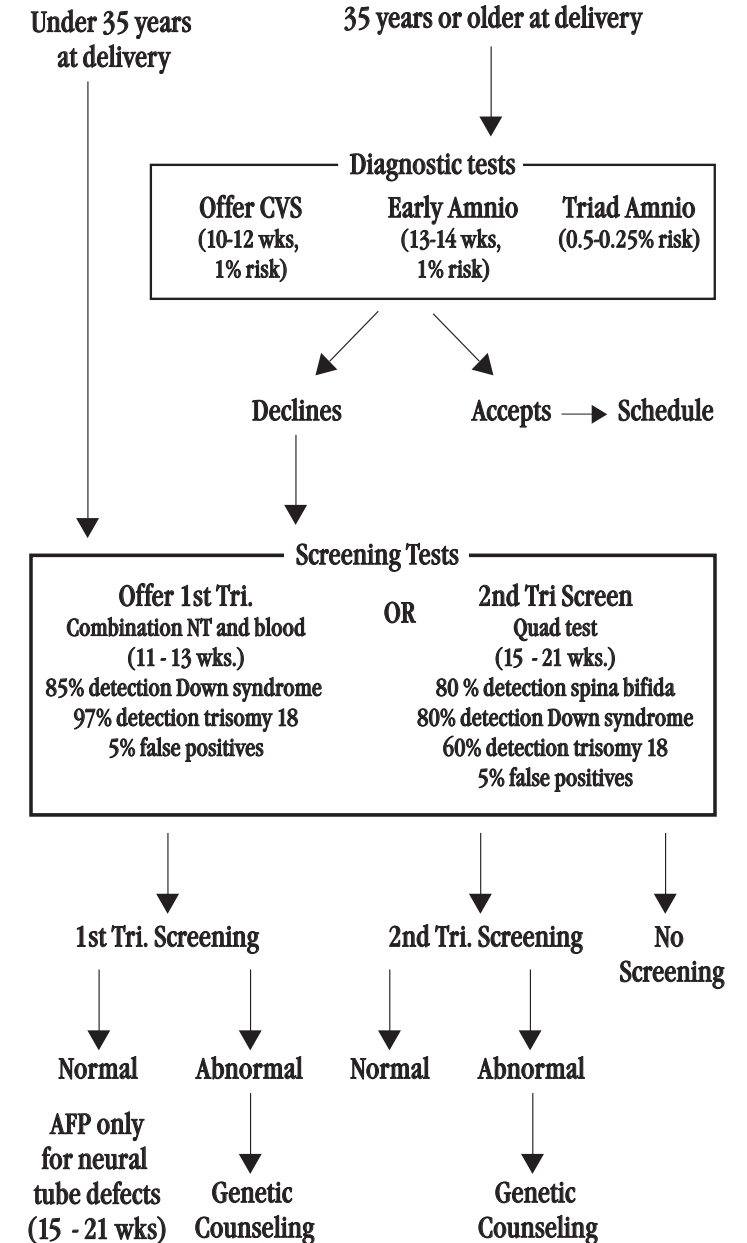 Under 35 years
at delivery
35 years or older at delivery
Diagnostic tests
Offer CVS
(10-12 wks,
1% risk)
Early Amnio
(13-14 wks,
1% risk)
Triad Amnio
(0.5-0.25% risk)
Declines
Accepts
Schedule
Screening Tests
Offer 1st Tri.
Combination NT and blood
(11 - 13 wks.)
85% detection Down syndrome
97% detection trisomy 18
5% false positives
OR
2nd Tri Screen
Quad test
(15 - 21 wks.)
80 % detection spina bifida
80% detection Down syndrome
60% detection trisomy 18
5% false positives
1st Tri. Screening
2nd Tri. Screening
No
Screening
Normal
Abnormal
Normal
Abnormal
AFP only
for neural
tube defects
(15 - 21 wks)
Genetic
Counseling
Genetic
Counseling